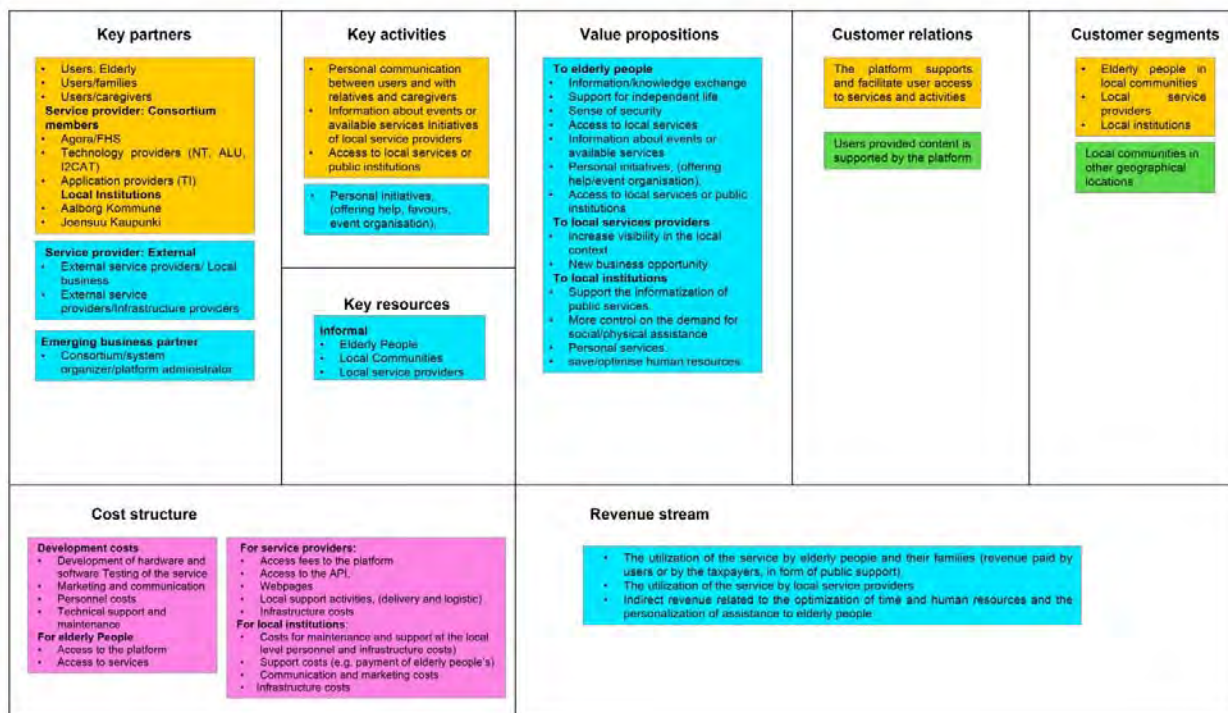 Key partners
• Users: Elderly
• Users/families
• Users/caregivers
Service provider: Consortium
members
• Agora/FHS
• Technology providers (NT, ALU,
I2CAT)
• Application providers (TI)
Local Institutions
• Aalborg Kommune
• Joensuu Kaupunki
Service provider: External
• External service providers/ Local
business
• External service
providers/Infrastructure providers
Emerging business partner
• Consortium/system
organizer/platform administrator
Key activities
• Personal communication
between users and with
relatives and caregivers
• Information about events or
available services Initiatives
of local service providers
• Access to local services or
public institutions
• Personal initiatives,
(offering help, favours,
event organisation),
Key resources
Informal
• Elderly People
• Local Communities
• Local service providers
Value propositions
To elderly people
• Information/knowledge exchange
• Support for independent life
• Sense of security
• Access to local services
• Information about events or
available services
• Personal initiatives, (offering
help/event organisation),
• Access to local services or public
institutions
To local services providers
• Increase visibility in the local
context
• New business opportunity
To local institutions
• Support the informatization of
public services.
• More control on the demand for
social/physical assistance
• Personal services.
• save/optimise human resources
Customer relations
The platform supports
and facilitate user access
to services and activities
Users provided content is
supported by the platform
Customer segments
• Elderly people in
local communities
• Local service
providers
• Local institutions
Local communities in
other geographical
locations
Cost structure
Development costs
• Development of hardware and
software Testing of the service
• Marketing and communication
• Personnel costs
• Technical support and
maintenance
For elderly People
• Access to the platform
• Access to services
For service providers:
• Access fees to the platform
• Access to the API,
• Webpages
• Local support activities, (delivery and logistic)
• Infrastructure costs
For local institutions:
• Costs for maintenance and support at the local
level personnel and infrastructure costs)
• Support costs (e.g. payment of elderly people's)
• Communication and marketing costs
• Infrastructure costs
Revenue stream
• The utilization of the service by elderly people and their families (revenue paid by
users or by the taxpayers, in form of public support)
• The utilization of the service by local service providers
• Indirect revenue related to the optimization of time and human resources and the
personalization of assistance to elderly people